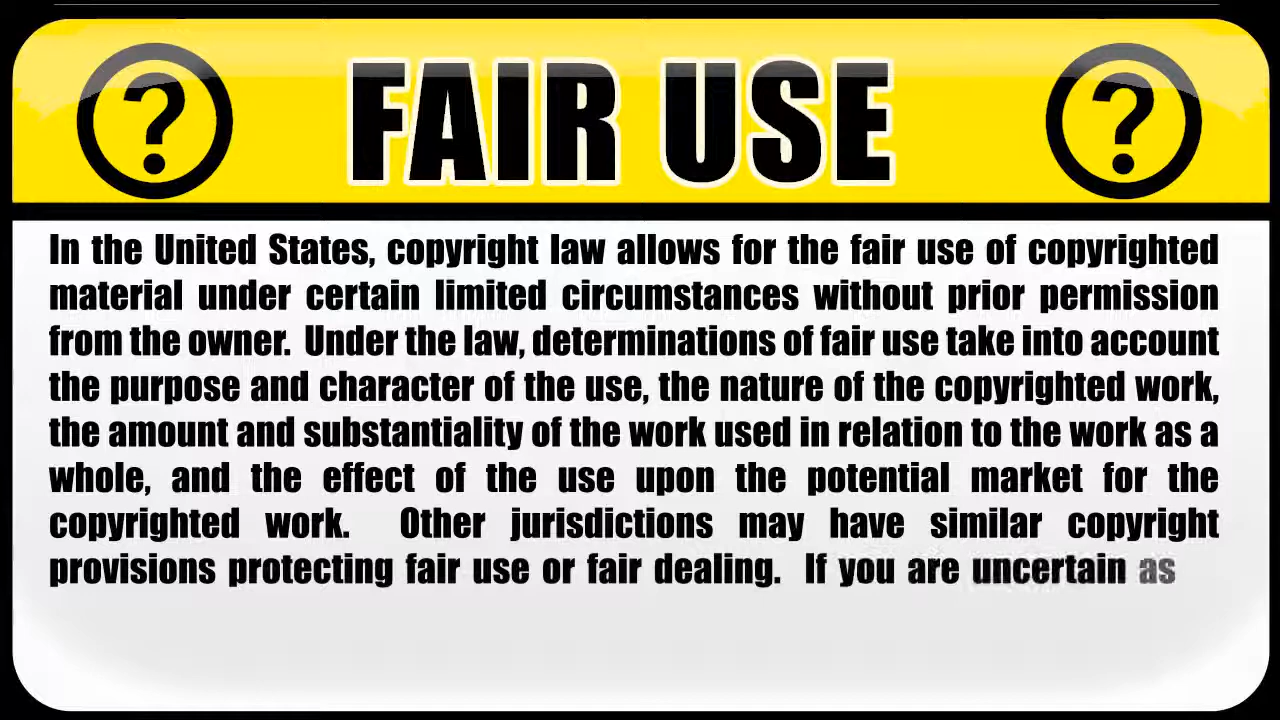 ? FAIR USE ?
In the United States, copyright law allows for the fair use of copyrighted
material under certain limited circumstances without prior permission
from the owner. Under the law, determinations of fair use take into account
the purpose and character of the use, the nature of the copyrighted work,
the amount and substantiality of the work used in relation to the work as a
whole, and the effect of the use upon the potential market for the
copyrighted work. Other jurisdictions may have similar copyright
provisions protecting fair use or fair dealing. If you are uncertain as